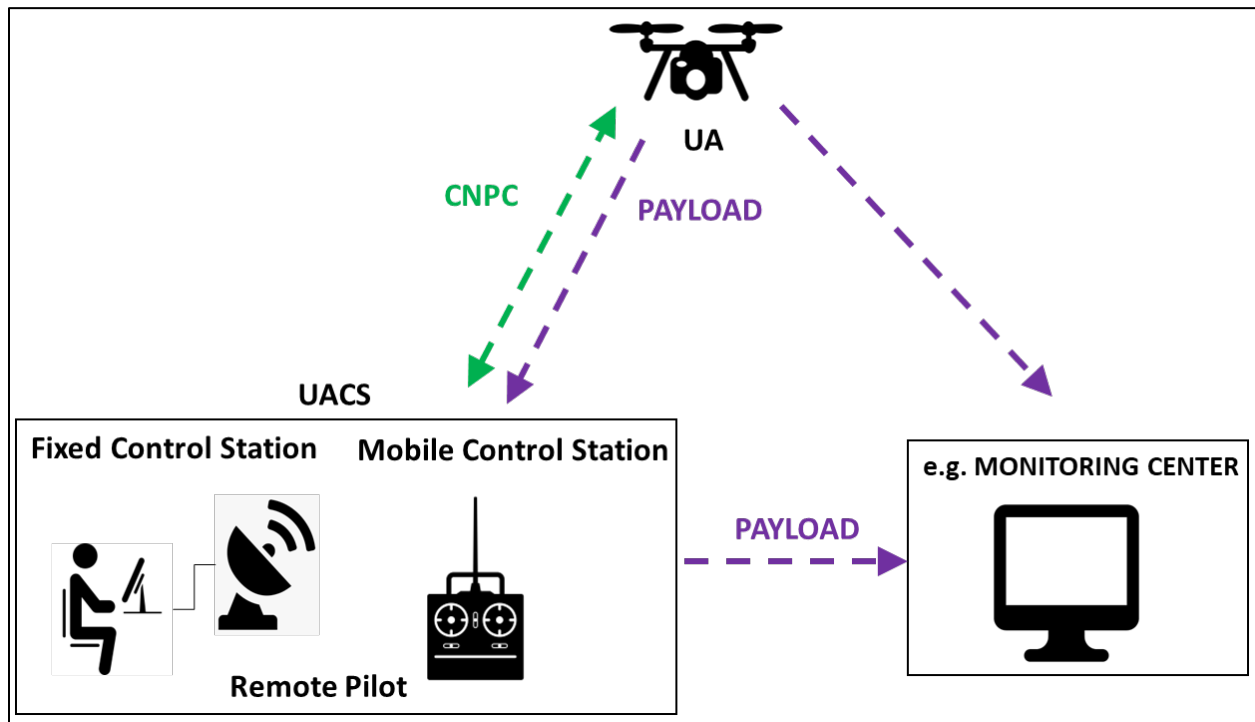 UA
CNPC
PAYLOAD
UACS
Fixed Control Station
Mobile Control Station
Remote Pilot
PAYLOAD
e.g. MONITORING CENTER